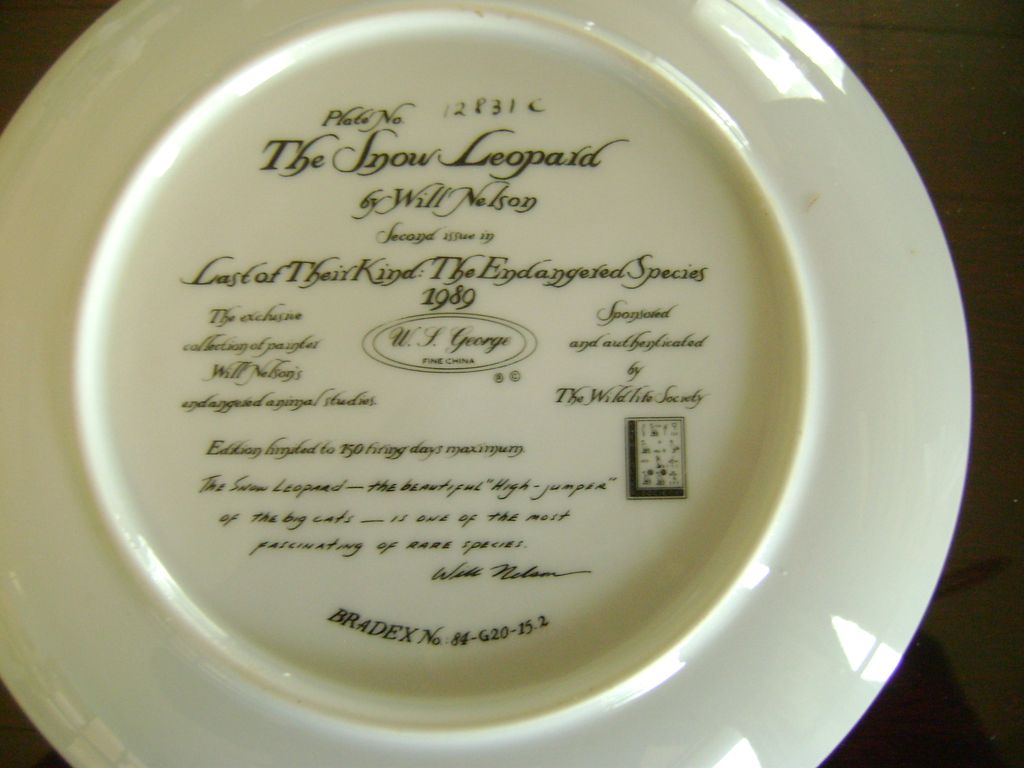 Plate No. 12831C
The Snow Leopard
by Will Nelson
Second issue in
Last of Their Kind: The Endangered Species
1989
The exclusive
collection of painter
Will Nelson's
endangered animal studies.
W. S. George
FINE CHINA
® ©
Sponsored
and authenticated
by
The Wildlife Society
Edition limited to 150 firing days maximum.
The Snow Leopard — the beautiful "High-jumper"
of the big cats — is one of the most
fascinating of rare species.
Will Nelson
BRADEX No. 84-G20-15.2